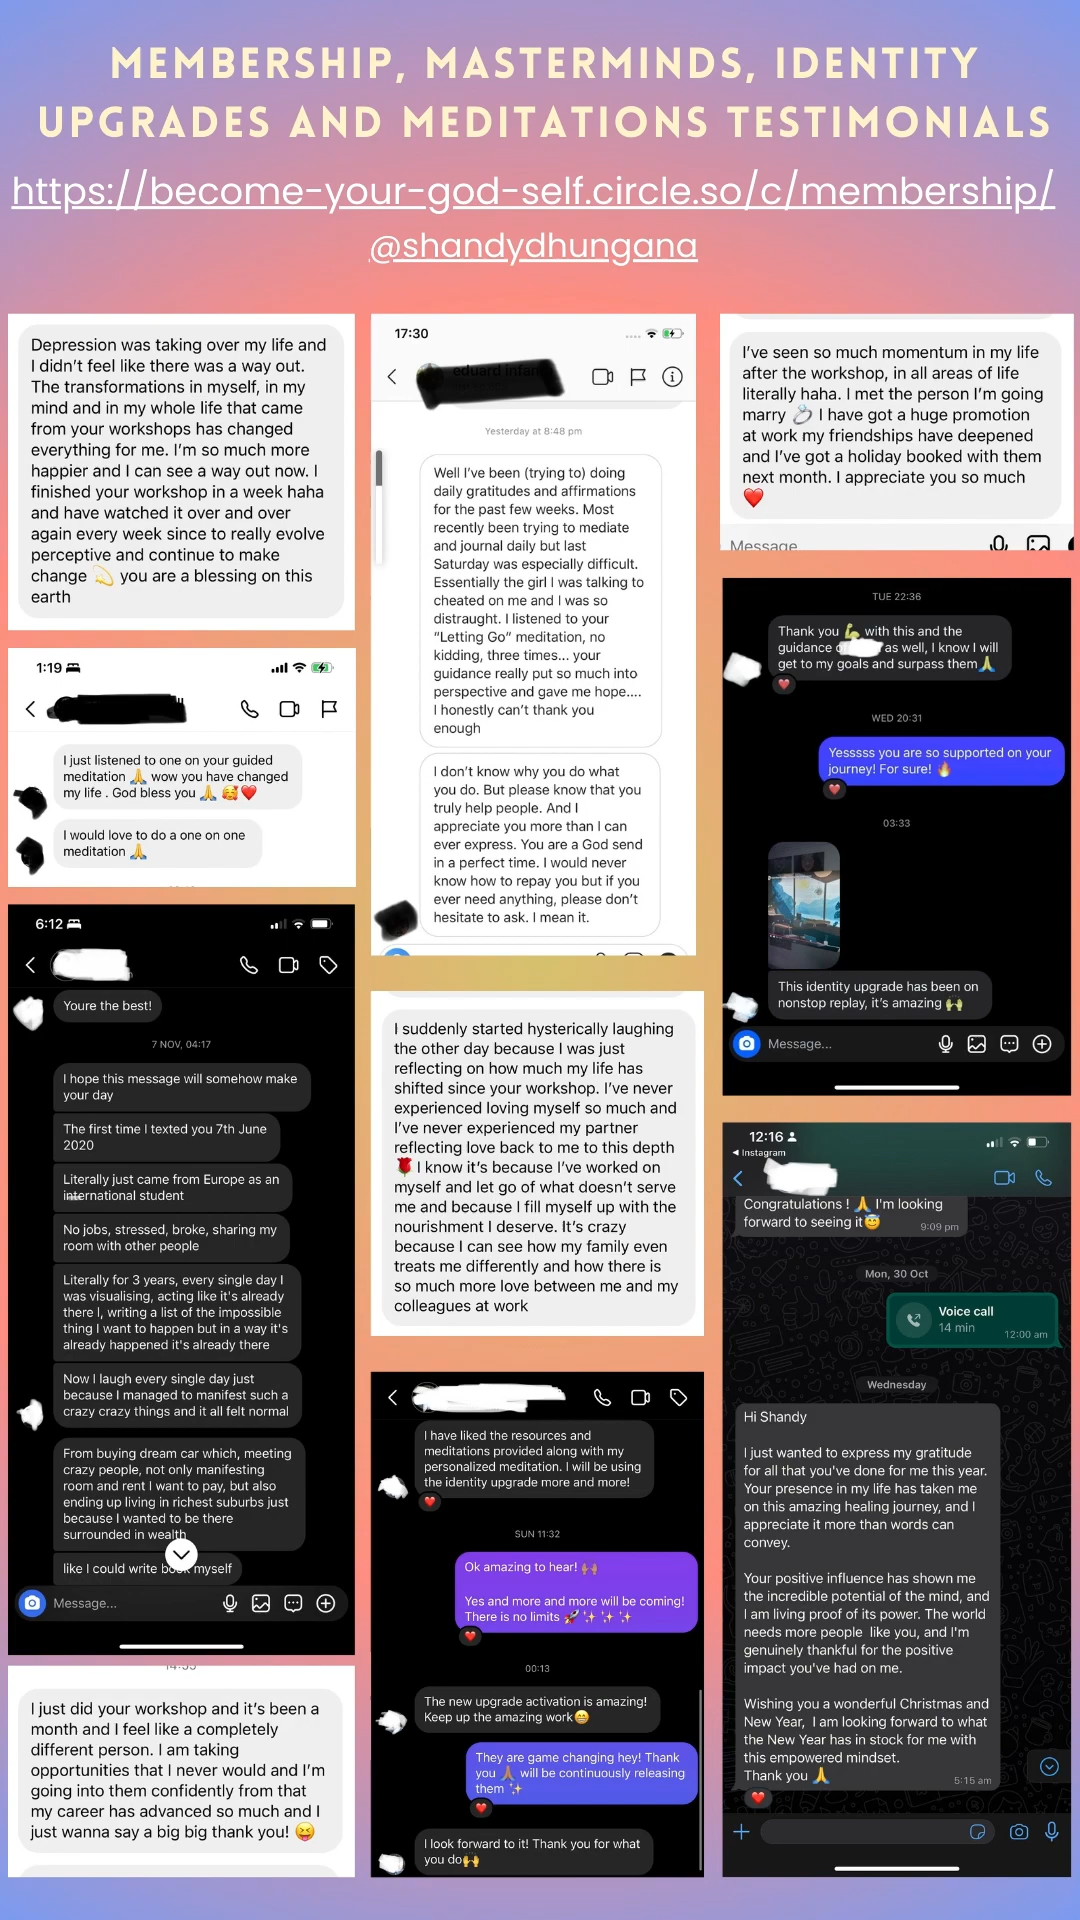 MEMBERSHIP, MASTERMINDS, IDENTITY
UPGRADES AND MEDITATIONS TESTIMONIALS
https://become-your-god-self.circle.so/c/membership/
@shandydhungana
Depression was taking over my life and
I didn't feel like there was a way out.
The transformations in myself, in my
mind and in my whole life that came
from your workshops has changed
everything for me. I'm so much more
happier and I can see a way out now. I
finished your workshop in a week haha
and have watched it over and over
again every week since to really evolve
perceptive and continue to make
change 💫 you are a blessing on this
earth
1:19
I just listened to one on your guided
meditation 🙏 wow you have changed
my life . God bless you 🙏 🥰❤️
I would love to do a one on one
meditation 🙏
6:12
Youre the best!
7 NOV, 04:17
I hope this message will somehow make
your day
The first time I texted you 7th June
2020
Literally just came from Europe as an
international student
No jobs, stressed, broke, sharing my
room with other people
Literally for 3 years, every single day I
was visualising, acting like it's already
there I, writing a list of the impossible
thing I want to happen but in a way it's
already happened it's already there
Now I laugh every single day just
because I managed to manifest such a
crazy crazy things and it all felt normal
From buying dream car which, meeting
crazy people, not only manifesting
room and rent I want to pay, but also
ending up living in richest suburbs just
because I wanted to be there
surrounded in wealth
like I could write book myself
Message...
14:55
I just did your workshop and it's been a
month and I feel like a completely
different person. I am taking
opportunities that I never would and I'm
going into them confidently from that
my career has advanced so much and I
just wanna say a big big thank you! 😝
17:30
Yesterday at 8:48 pm
Well I've been (trying to) doing
daily gratitudes and affirmations
for the past few weeks. Most
recently been trying to mediate
and journal daily but last
Saturday was especially difficult.
Essentially the girl I was talking to
cheated on me and I was so
distraught. I listened to your
"Letting Go" meditation, no
kidding, three times... your
guidance really put so much into
perspective and gave me hope....
I honestly can't thank you
enough
I don't know why you do what
you do. But please know that you
truly help people. And I
appreciate you more than I can
ever express. You are a God send
in a perfect time. I would never
know how to repay you but if you
ever need anything, please don't
hesitate to ask. I mean it.
I suddenly started hysterically laughing
the other day because I was just
reflecting on how much my life has
shifted since your workshop. I've never
experienced loving myself so much and
I've never experienced my partner
reflecting love back to me to this depth
🌹 I know it's because I've worked on
myself and let go of what doesn't serve
me and because I fill myself up with the
nourishment I deserve. It's crazy
because I can see how my family even
treats me differently and how there is
so much more love between me and my
colleagues at work
I have liked the resources and
meditations provided along with my
personalized meditation. I will be using
the identity upgrade more and more!
SUN 11:32
Ok amazing to hear! 🙌🏽
Yes and more and more will be coming!
There is no limits 🚀✨✨✨
00:13
The new upgrade activation is amazing!
Keep up the amazing work😁
They are game changing hey! Thank
you 🙏🏽 will be continuously releasing
them ✨
I look forward to it! Thank you for what
you do🙌
I've seen so much momentum in my life
after the workshop, in all areas of life
literally haha. I met the person I'm going
marry 💍 I have got a huge promotion
at work my friendships have deepened
and I've got a holiday booked with them
next month. I appreciate you so much
❤️
Message
TUE 22:36
Thank you 💪 with this and the
guidance as well, I know I will
get to my goals and surpass them🙏
WED 20:31
Yesssss you are so supported on your
journey! For sure! 🔥
03:33
This identity upgrade has been on
nonstop replay, it's amazing 🙌
Message...
12:16
Instagram
Congratulations ! 🙏 I'm looking
forward to seeing it😇
9:09 pm
Mon, 30 Oct
Voice call
14 min
12:00 am
Wednesday
Hi Shandy
I just wanted to express my gratitude
for all that you've done for me this year.
Your presence in my life has taken me
on this amazing healing journey, and I
appreciate it more than words can
convey.
Your positive influence has shown me
the incredible potential of the mind, and
I am living proof of its power. The world
needs more people like you, and I'm
genuinely thankful for the positive
impact you've had on me.
Wishing you a wonderful Christmas and
New Year, I am looking forward to what
the New Year has in stock for me with
this empowered mindset.
Thank you 🙏
5:15 am